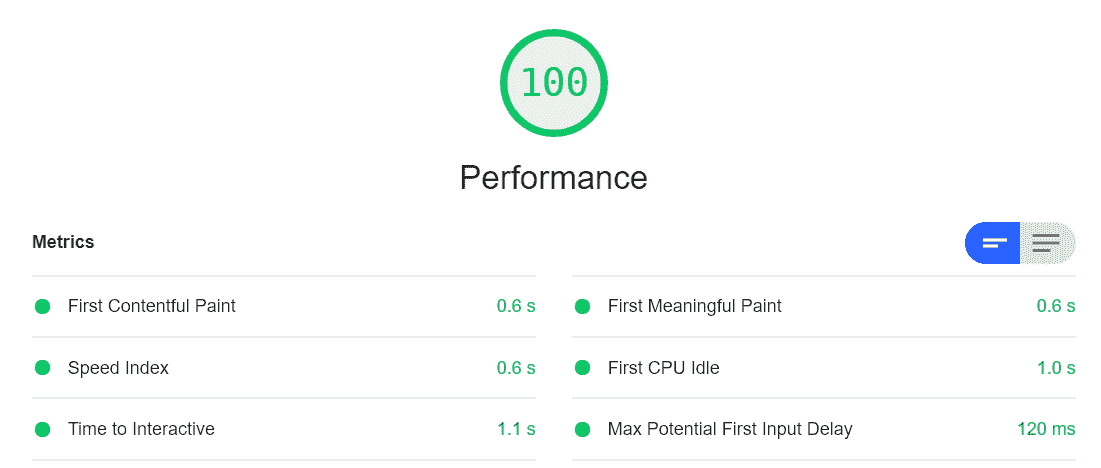 100
Performance
Metrics
First Contentful Paint 0.6 s
First Meaningful Paint 0.6 s
Speed Index 0.6 s
First CPU Idle 1.0 s
Time to Interactive 1.1 s
Max Potential First Input Delay 120 ms